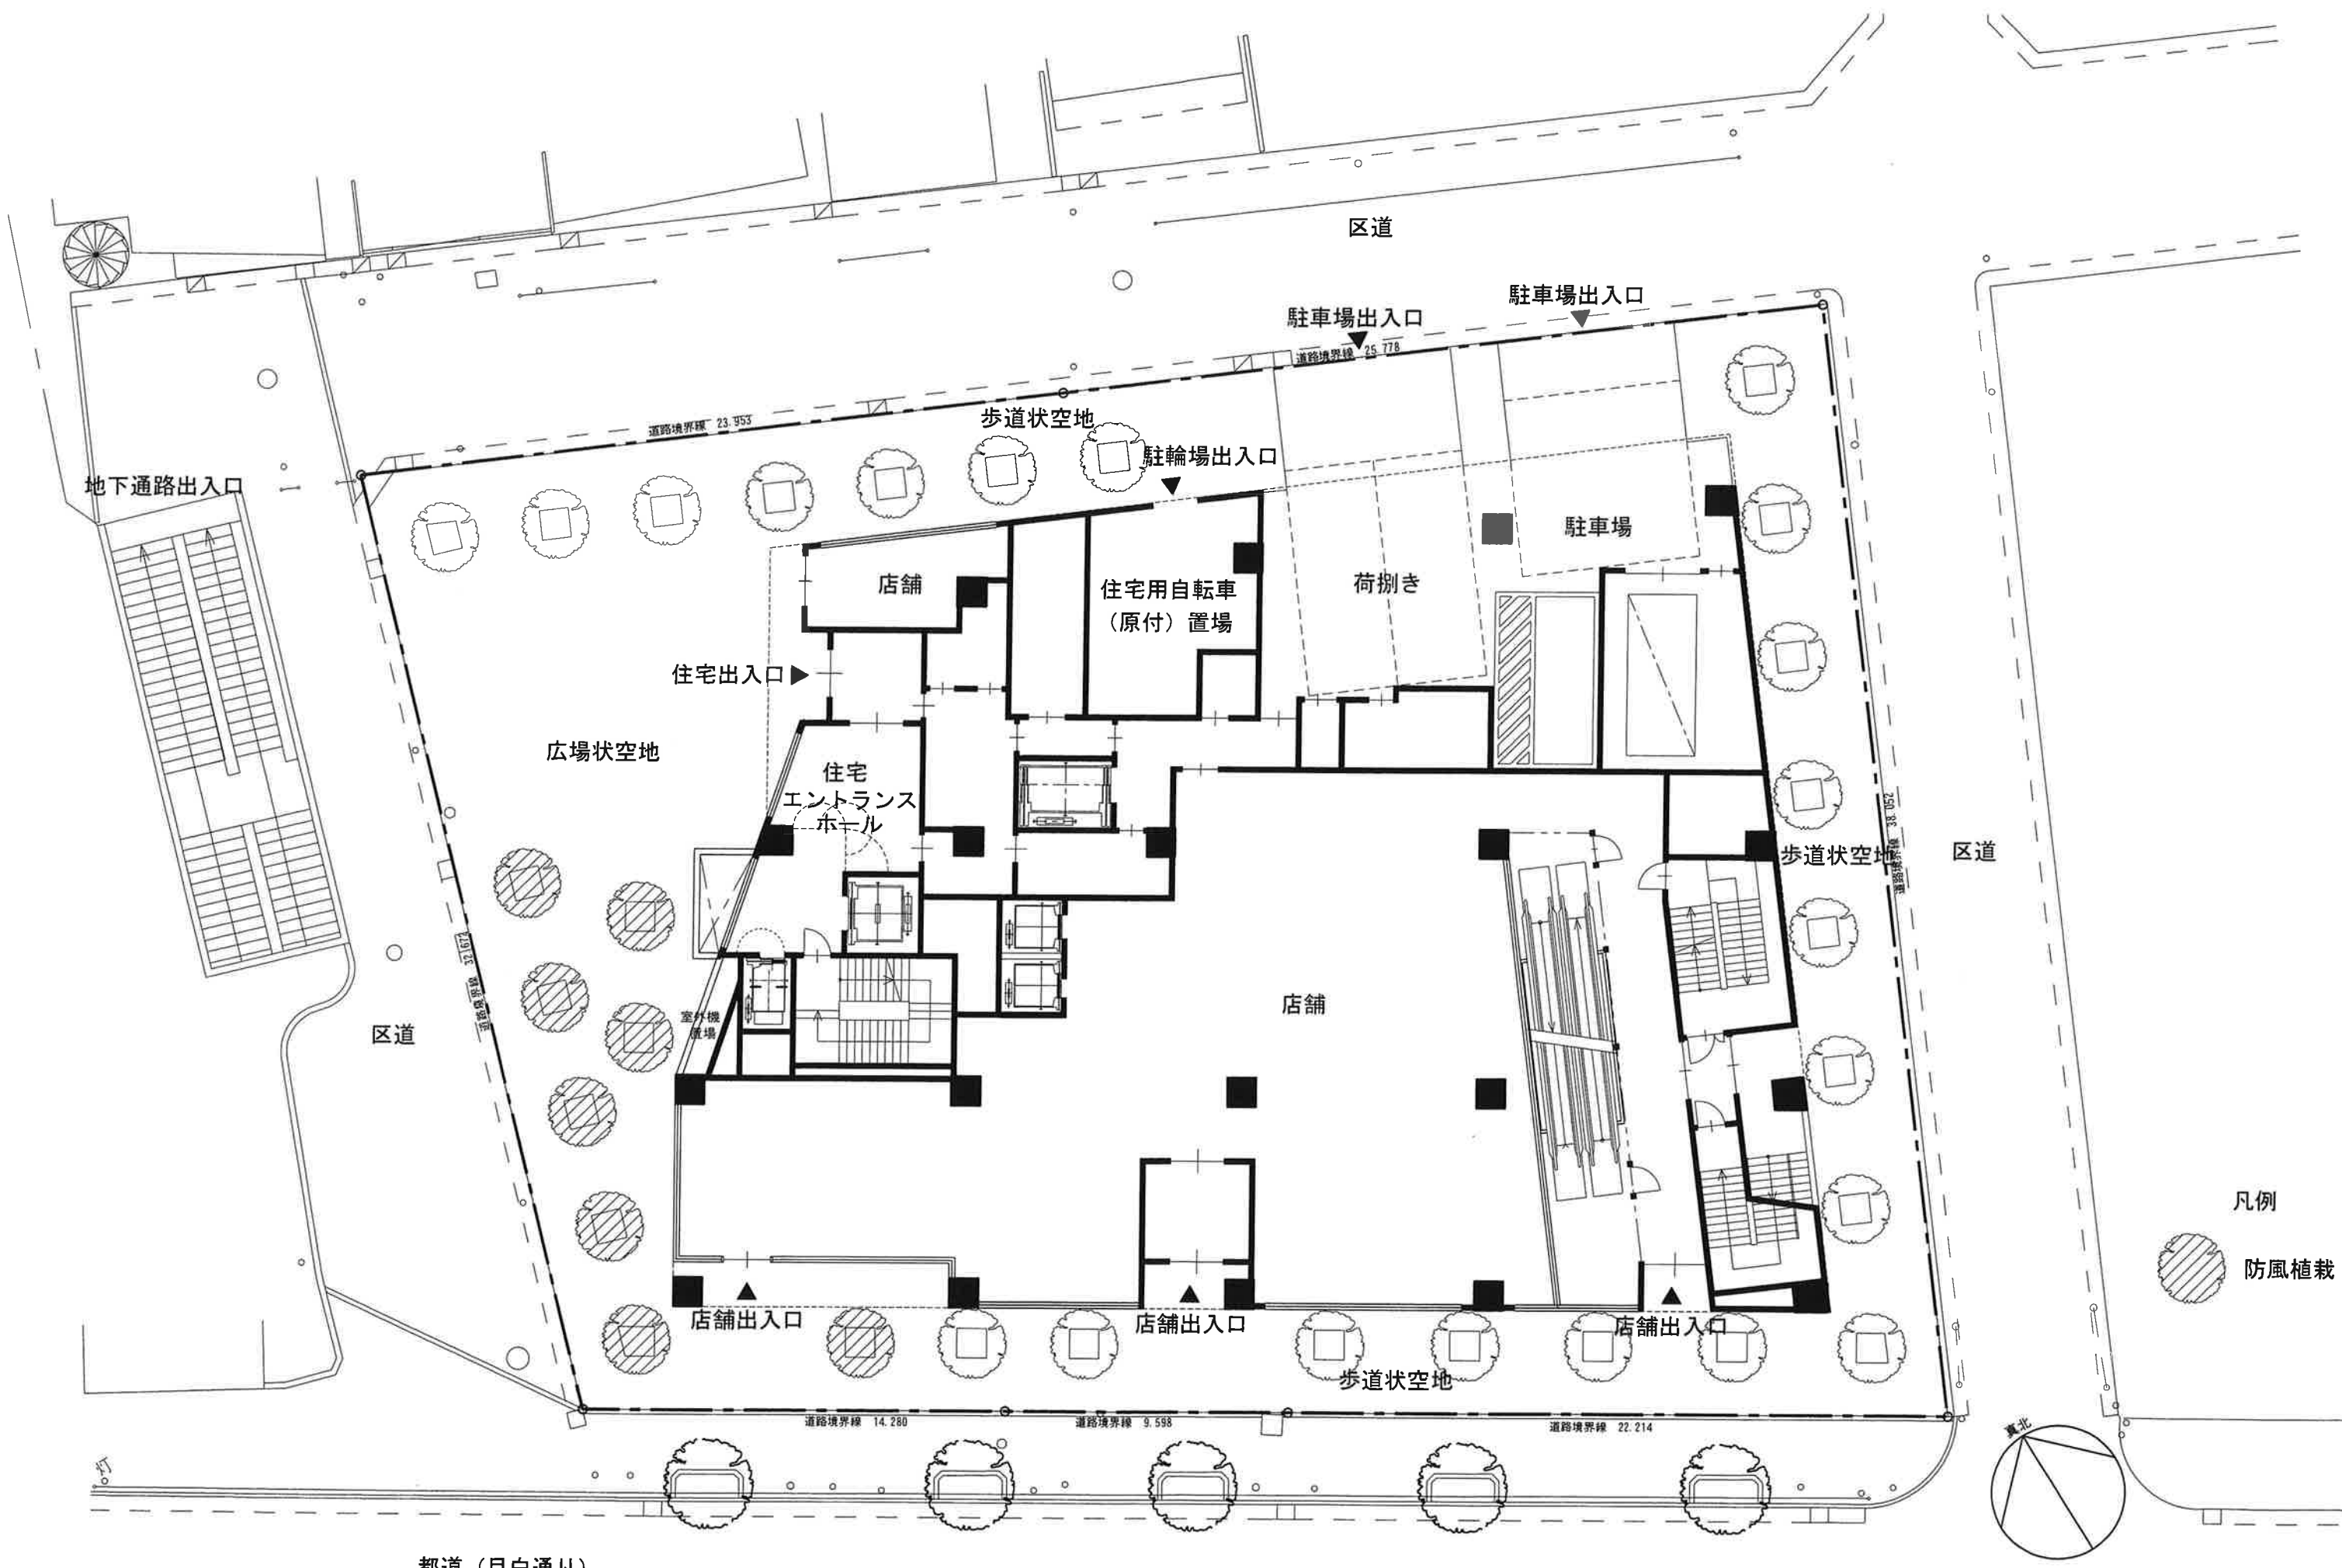 区道
駐車場出入口
駐車場出入口
道路境界線 25.778
道路境界線 23.953
歩道状空地
駐輪場出入口
地下通路出入口
駐車場
店舗
住宅用自転車
（原付）置場
荷捌き
住宅出入口
広場状空地
住宅
エントランス
ホール
歩道状空地
道路境界線 38.052
区道
道路境界線 32.672
室外機
置場
店舗
区道
凡例
防風植栽
店舗出入口
店舗出入口
店舗出入口
歩道状空地
道路境界線 14.280
道路境界線 9.598
道路境界線 22.214
真北
灯
都道（目白通り）